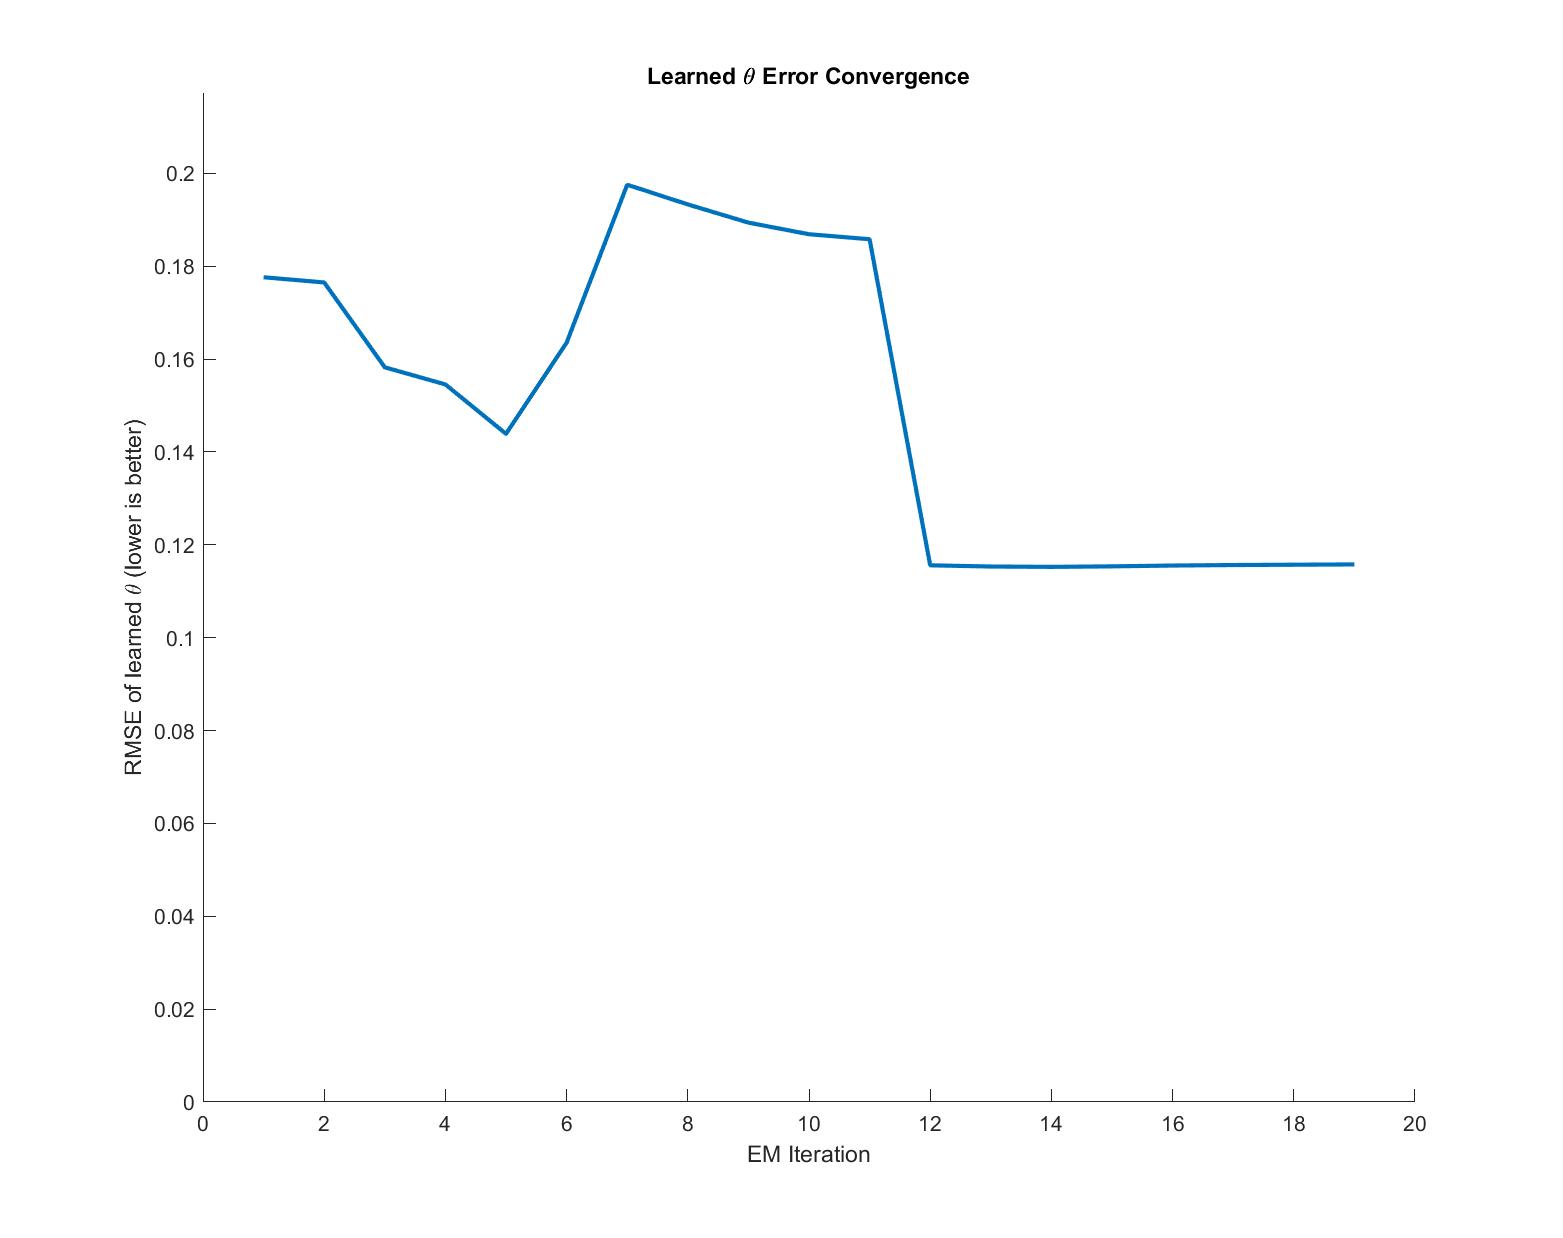 Learned θ Error Convergence
RMSE of learned θ (lower is better)
0.2
0.18
0.16
0.14
0.12
0.1
0.08
0.06
0.04
0.02
0
0 2 4 6 8 10 12 14 16 18 20
EM Iteration